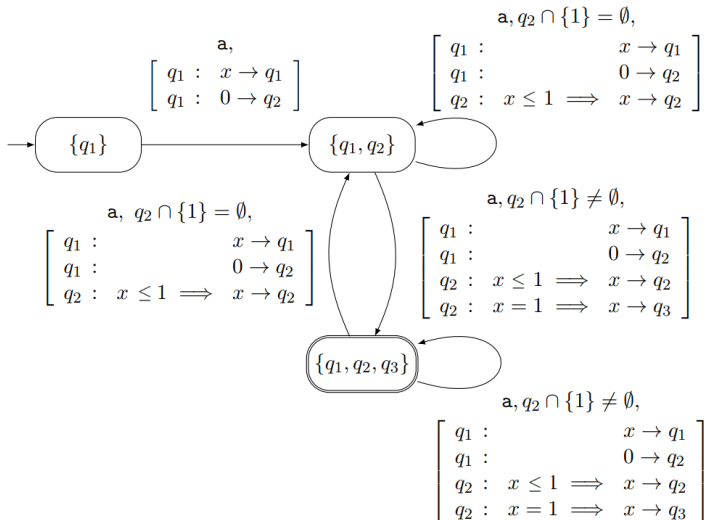 a, q₂ ∩ {1} = ∅,
q₁ : x → q₁
q₁ : 0 → q₂
q₂ : x ≤ 1 ⟹ x → q₂
a,
q₁ : x → q₁
q₁ : 0 → q₂
{q₁}
{q₁, q₂}
a, q₂ ∩ {1} = ∅,
q₁ : x → q₁
q₁ : 0 → q₂
q₂ : x ≤ 1 ⟹ x → q₂
a, q₂ ∩ {1} ≠ ∅,
q₁ : x → q₁
q₁ : 0 → q₂
q₂ : x ≤ 1 ⟹ x → q₂
q₂ : x = 1 ⟹ x → q₃
{q₁, q₂, q₃}
a, q₂ ∩ {1} ≠ ∅,
q₁ : x → q₁
q₁ : 0 → q₂
q₂ : x ≤ 1 ⟹ x → q₂
q₂ : x = 1 ⟹ x → q₃